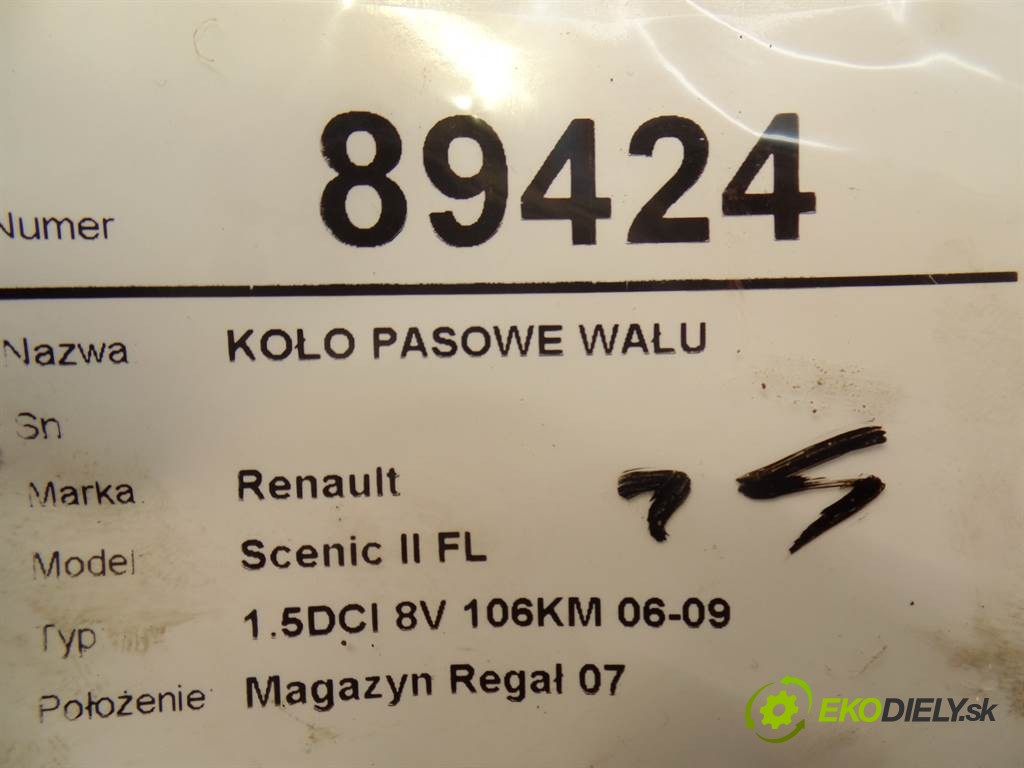 Numer 89424
Nazwa KOŁO PASOWE WAŁU
Sn
Marka Renault
Model Scenic II FL
Typ 1.5DCI 8V 106KM 06-09
Położenie Magazyn Regał 07
EKODIELY.sk